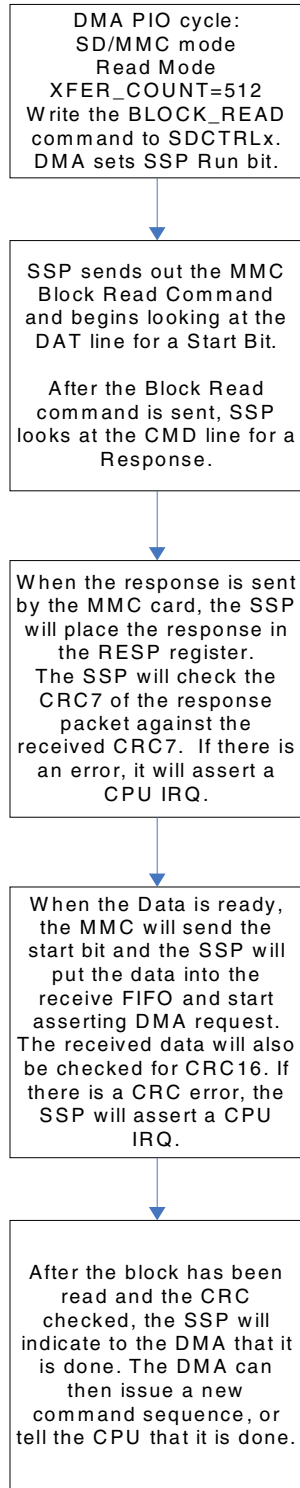 DMA PIO cycle:
SD/MMC mode
Read Mode
XFER_COUNT=512
Write the BLOCK_READ
command to SDCTRLx.
DMA sets SSP Run bit.
SSP sends out the MMC
Block Read Command
and begins looking at the
DAT line for a Start Bit.
After the Block Read
command is sent, SSP
looks at the CMD line for a
Response.
When the response is sent
by the MMC card, the SSP
will place the response in
the RESP register.
The SSP will check the
CRC7 of the response
packet against the
received CRC7. If there is
an error, it will assert a
CPU IRQ.
When the Data is ready,
the MMC will send the
start bit and the SSP will
put the data into the
receive FIFO and start
asserting DMA request.
The received data will also
be checked for CRC16. If
there is a CRC error, the
SSP will assert a CPU
IRQ.
After the block has been
read and the CRC
checked, the SSP will
indicate to the DMA that it
is done. The DMA can
then issue a new
command sequence, or
tell the CPU that it is done.